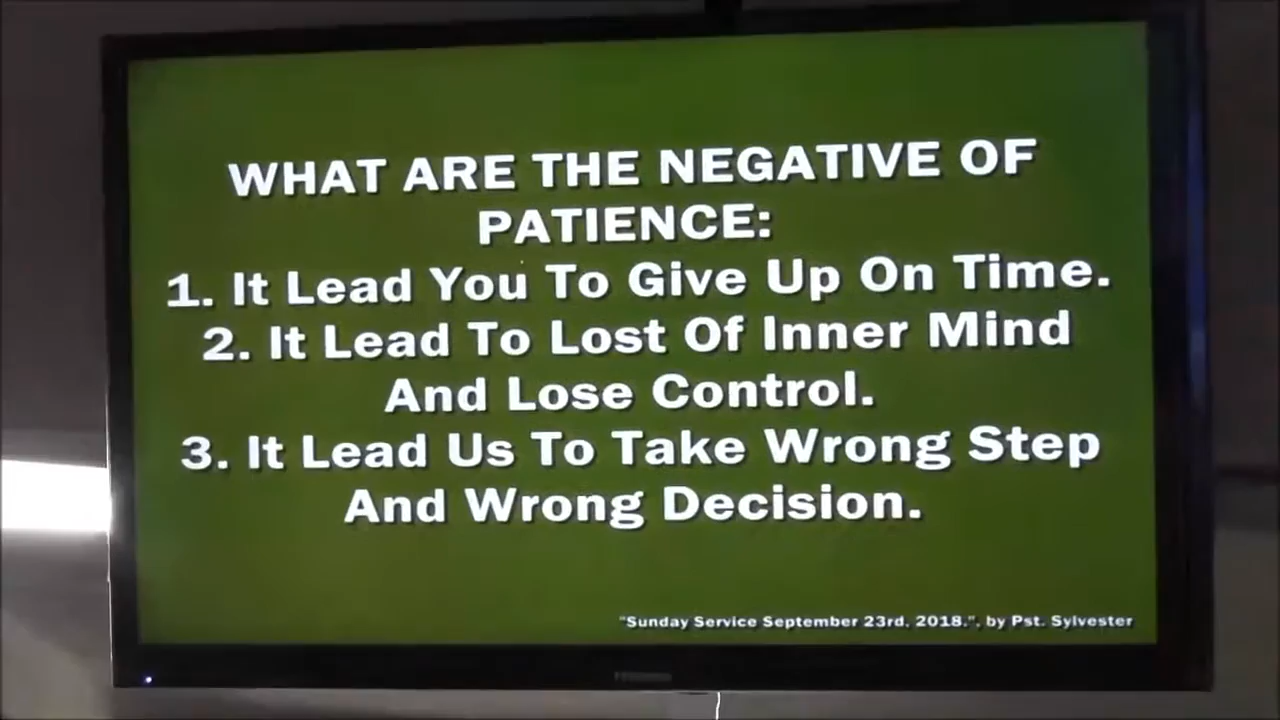 WHAT ARE THE NEGATIVE OF
PATIENCE:
1. It Lead You To Give Up On Time.
2. It Lead To Lost Of Inner Mind
And Lose Control.
3. It Lead Us To Take Wrong Step
And Wrong Decision.
"Sunday Service September 23rd, 2018.", by Pst. Sylvester